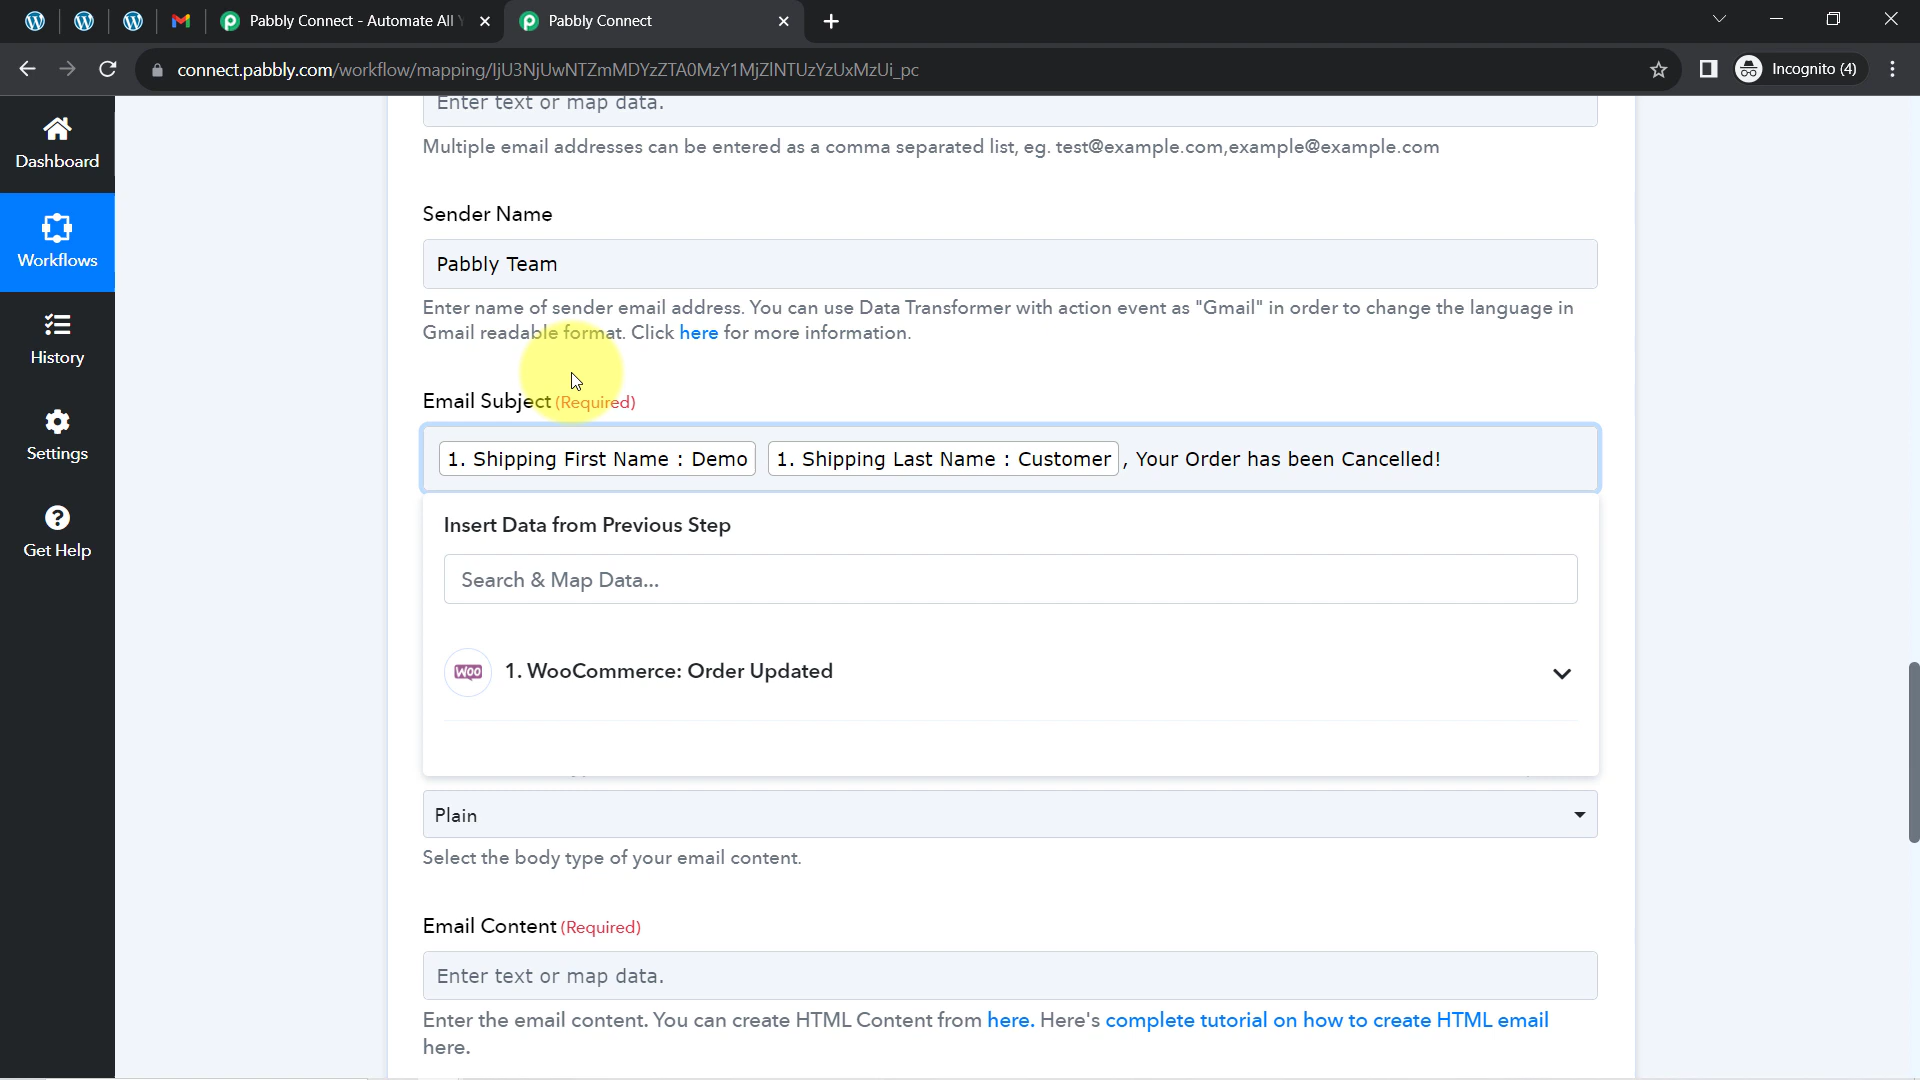 Pabbly Connect - Automate All
Pabbly Connect
connect.pabbly.com/workflow/mapping/IjU3NjUwNTZmMDYzZTA0MzY1MjZlNTUzYzUxMzUi_pc
Incognito (4)
Dashboard
Workflows
History
Settings
Get Help
Enter text or map data.
Multiple email addresses can be entered as a comma separated list, eg. test@example.com,example@example.com
Sender Name
Pabbly Team
Enter name of sender email address. You can use Data Transformer with action event as "Gmail" in order to change the language in
Gmail readable format. Click here for more information.
Email Subject (Required)
1. Shipping First Name : Demo 1. Shipping Last Name : Customer , Your Order has been Cancelled!
Insert Data from Previous Step
Search & Map Data...
Woo 1. WooCommerce: Order Updated
Plain
Select the body type of your email content.
Email Content (Required)
Enter text or map data.
Enter the email content. You can create HTML Content from here. Here's complete tutorial on how to create HTML email
here.